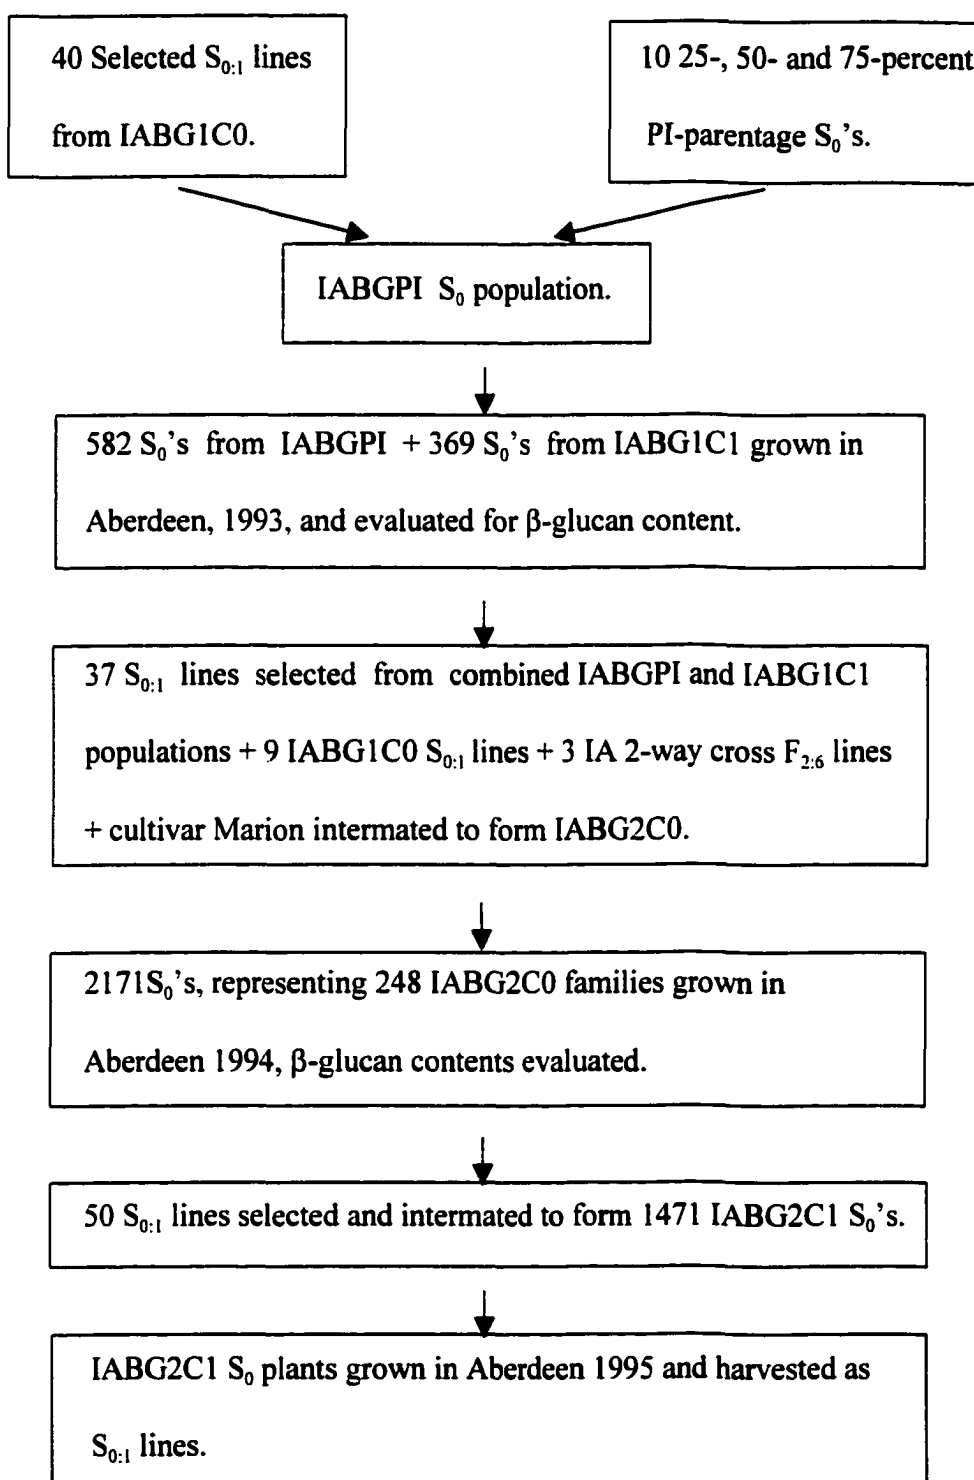 40 Selected S₀:₁ lines
from IABG1C0.
10 25-, 50- and 75-percent
PI-parentage S₀'s.
IABGPI S₀ population.
582 S₀'s from IABGPI + 369 S₀'s from IABG1C1 grown in
Aberdeen, 1993, and evaluated for β-glucan content.
37 S₀:₁ lines selected from combined IABGPI and IABG1C1
populations + 9 IABG1C0 S₀:₁ lines + 3 IA 2-way cross F₂:₆ lines
+ cultivar Marion intermated to form IABG2C0.
2171S₀'s, representing 248 IABG2C0 families grown in
Aberdeen 1994, β-glucan contents evaluated.
50 S₀:₁ lines selected and intermated to form 1471 IABG2C1 S₀'s.
IABG2C1 S₀ plants grown in Aberdeen 1995 and harvested as
S₀:₁ lines.